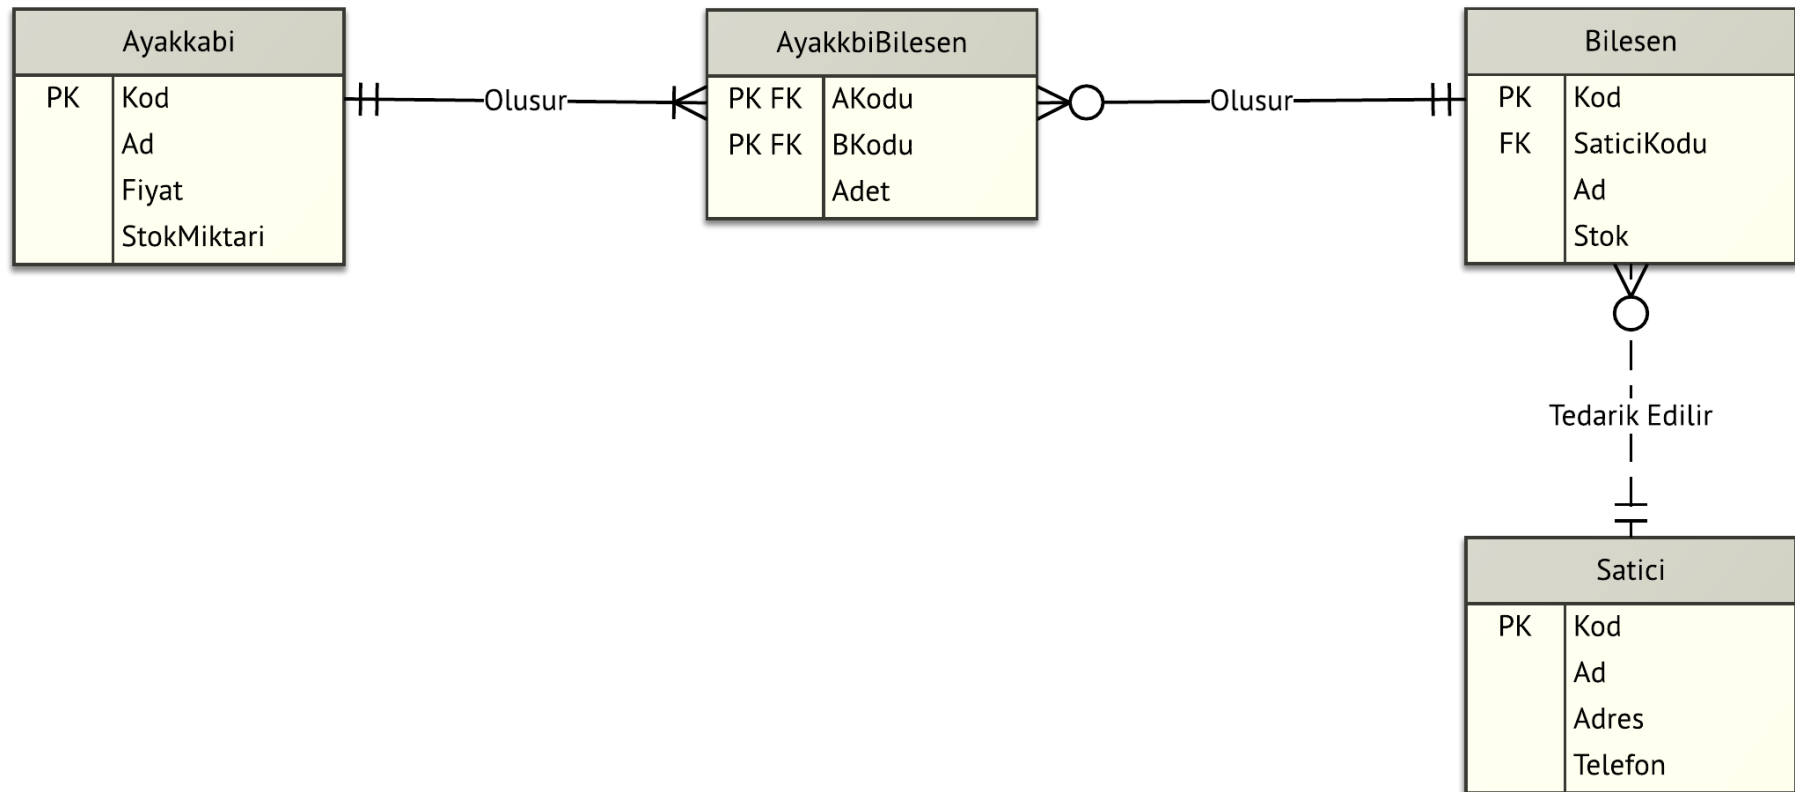 Ayakkabi
PK Kod
Ad
Fiyat
StokMiktari
Olusur
AyakkbiBilesen
PK FK AKodu
PK FK BKodu
Adet
Olusur
Bilesen
PK Kod
FK SaticiKodu
Ad
Stok
Tedarik Edilir
Satici
PK Kod
Ad
Adres
Telefon